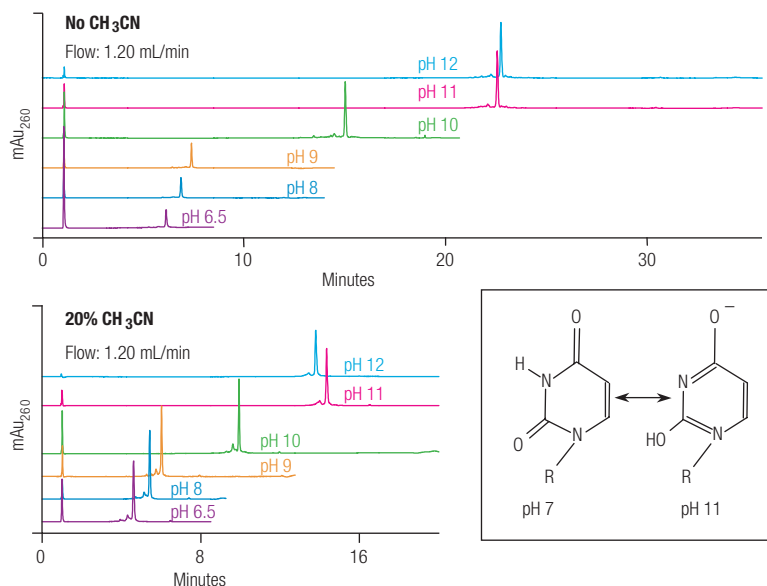 No CH₃CN
Flow: 1.20 mL/min
pH 12
pH 11
pH 10
pH 9
pH 8
pH 6.5
mAu₂₆₀
0
10
20
30
Minutes
20% CH₃CN
Flow: 1.20 mL/min
pH 12
pH 11
pH 10
pH 9
pH 8
pH 6.5
mAu₂₆₀
0
8
16
Minutes
O
H
N
O
N
R
pH 7
O⁻
N
HO
N
R
pH 11